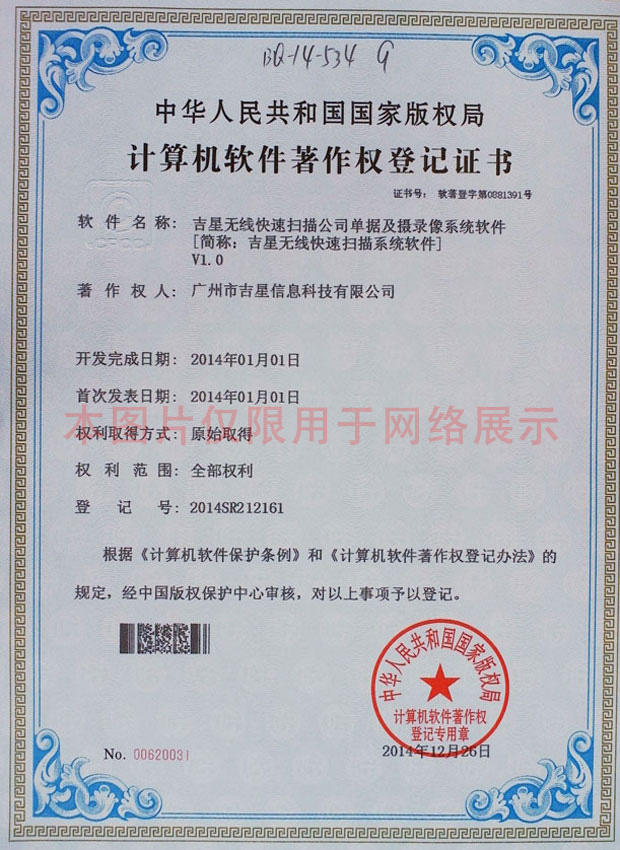 BQ-14-534 G
中华人民共和国国家版权局
计算机软件著作权登记证书
证书号： 软著登字第0881391号
软件名称： 吉星无线快速扫描公司单据及摄录像系统软件
[简称：吉星无线快速扫描系统软件]
V1.0
著作权人： 广州市吉星信息科技有限公司
开发完成日期： 2014年01月01日
首次发表日期： 2014年01月01日
本图片仅限用于网络展示
权利取得方式： 原始取得
权利范围： 全部权利
登记号： 2014SR212161
根据《计算机软件保护条例》和《计算机软件著作权登记办法》的
规定，经中国版权保护中心审核，对以上事项予以登记。
中华人民共和国国家版权局
计算机软件著作权
登记专用章
No. 00620031
2014年12月26日